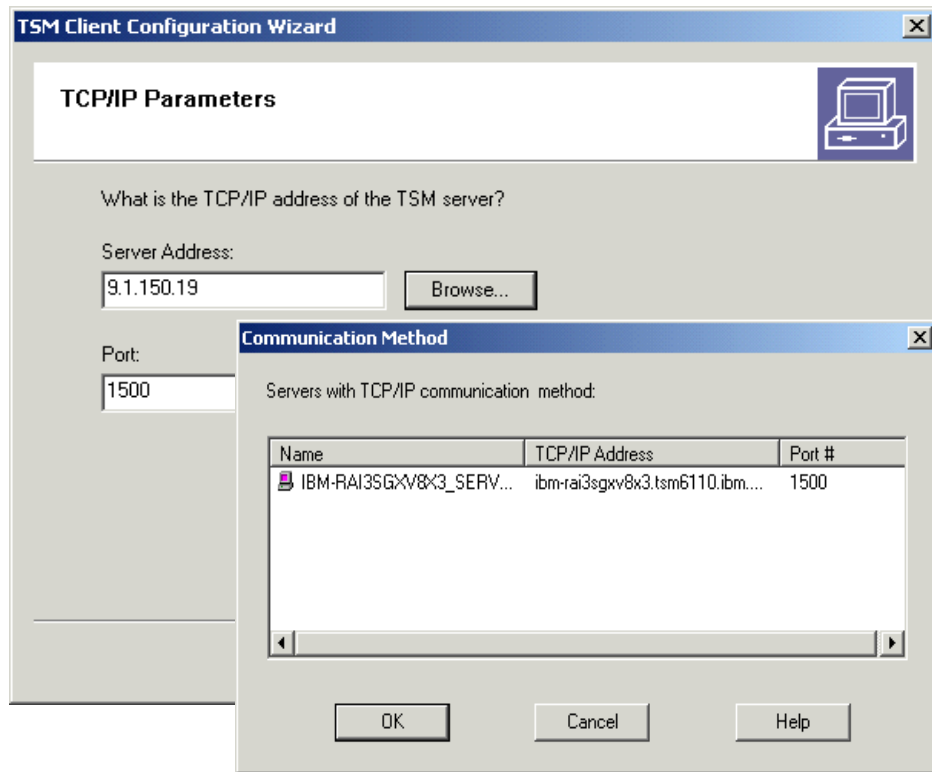 TSM Client Configuration Wizard
TCP/IP Parameters
What is the TCP/IP address of the TSM server?
Server Address:
9.1.150.19
Browse...
Port:
1500
Communication Method
Servers with TCP/IP communication method:
Name TCP/IP Address Port #
IBM-RAI3SGXV8X3_SERV... ibm-rai3sgxv8x3.tsm6110.ibm.... 1500
OK Cancel Help